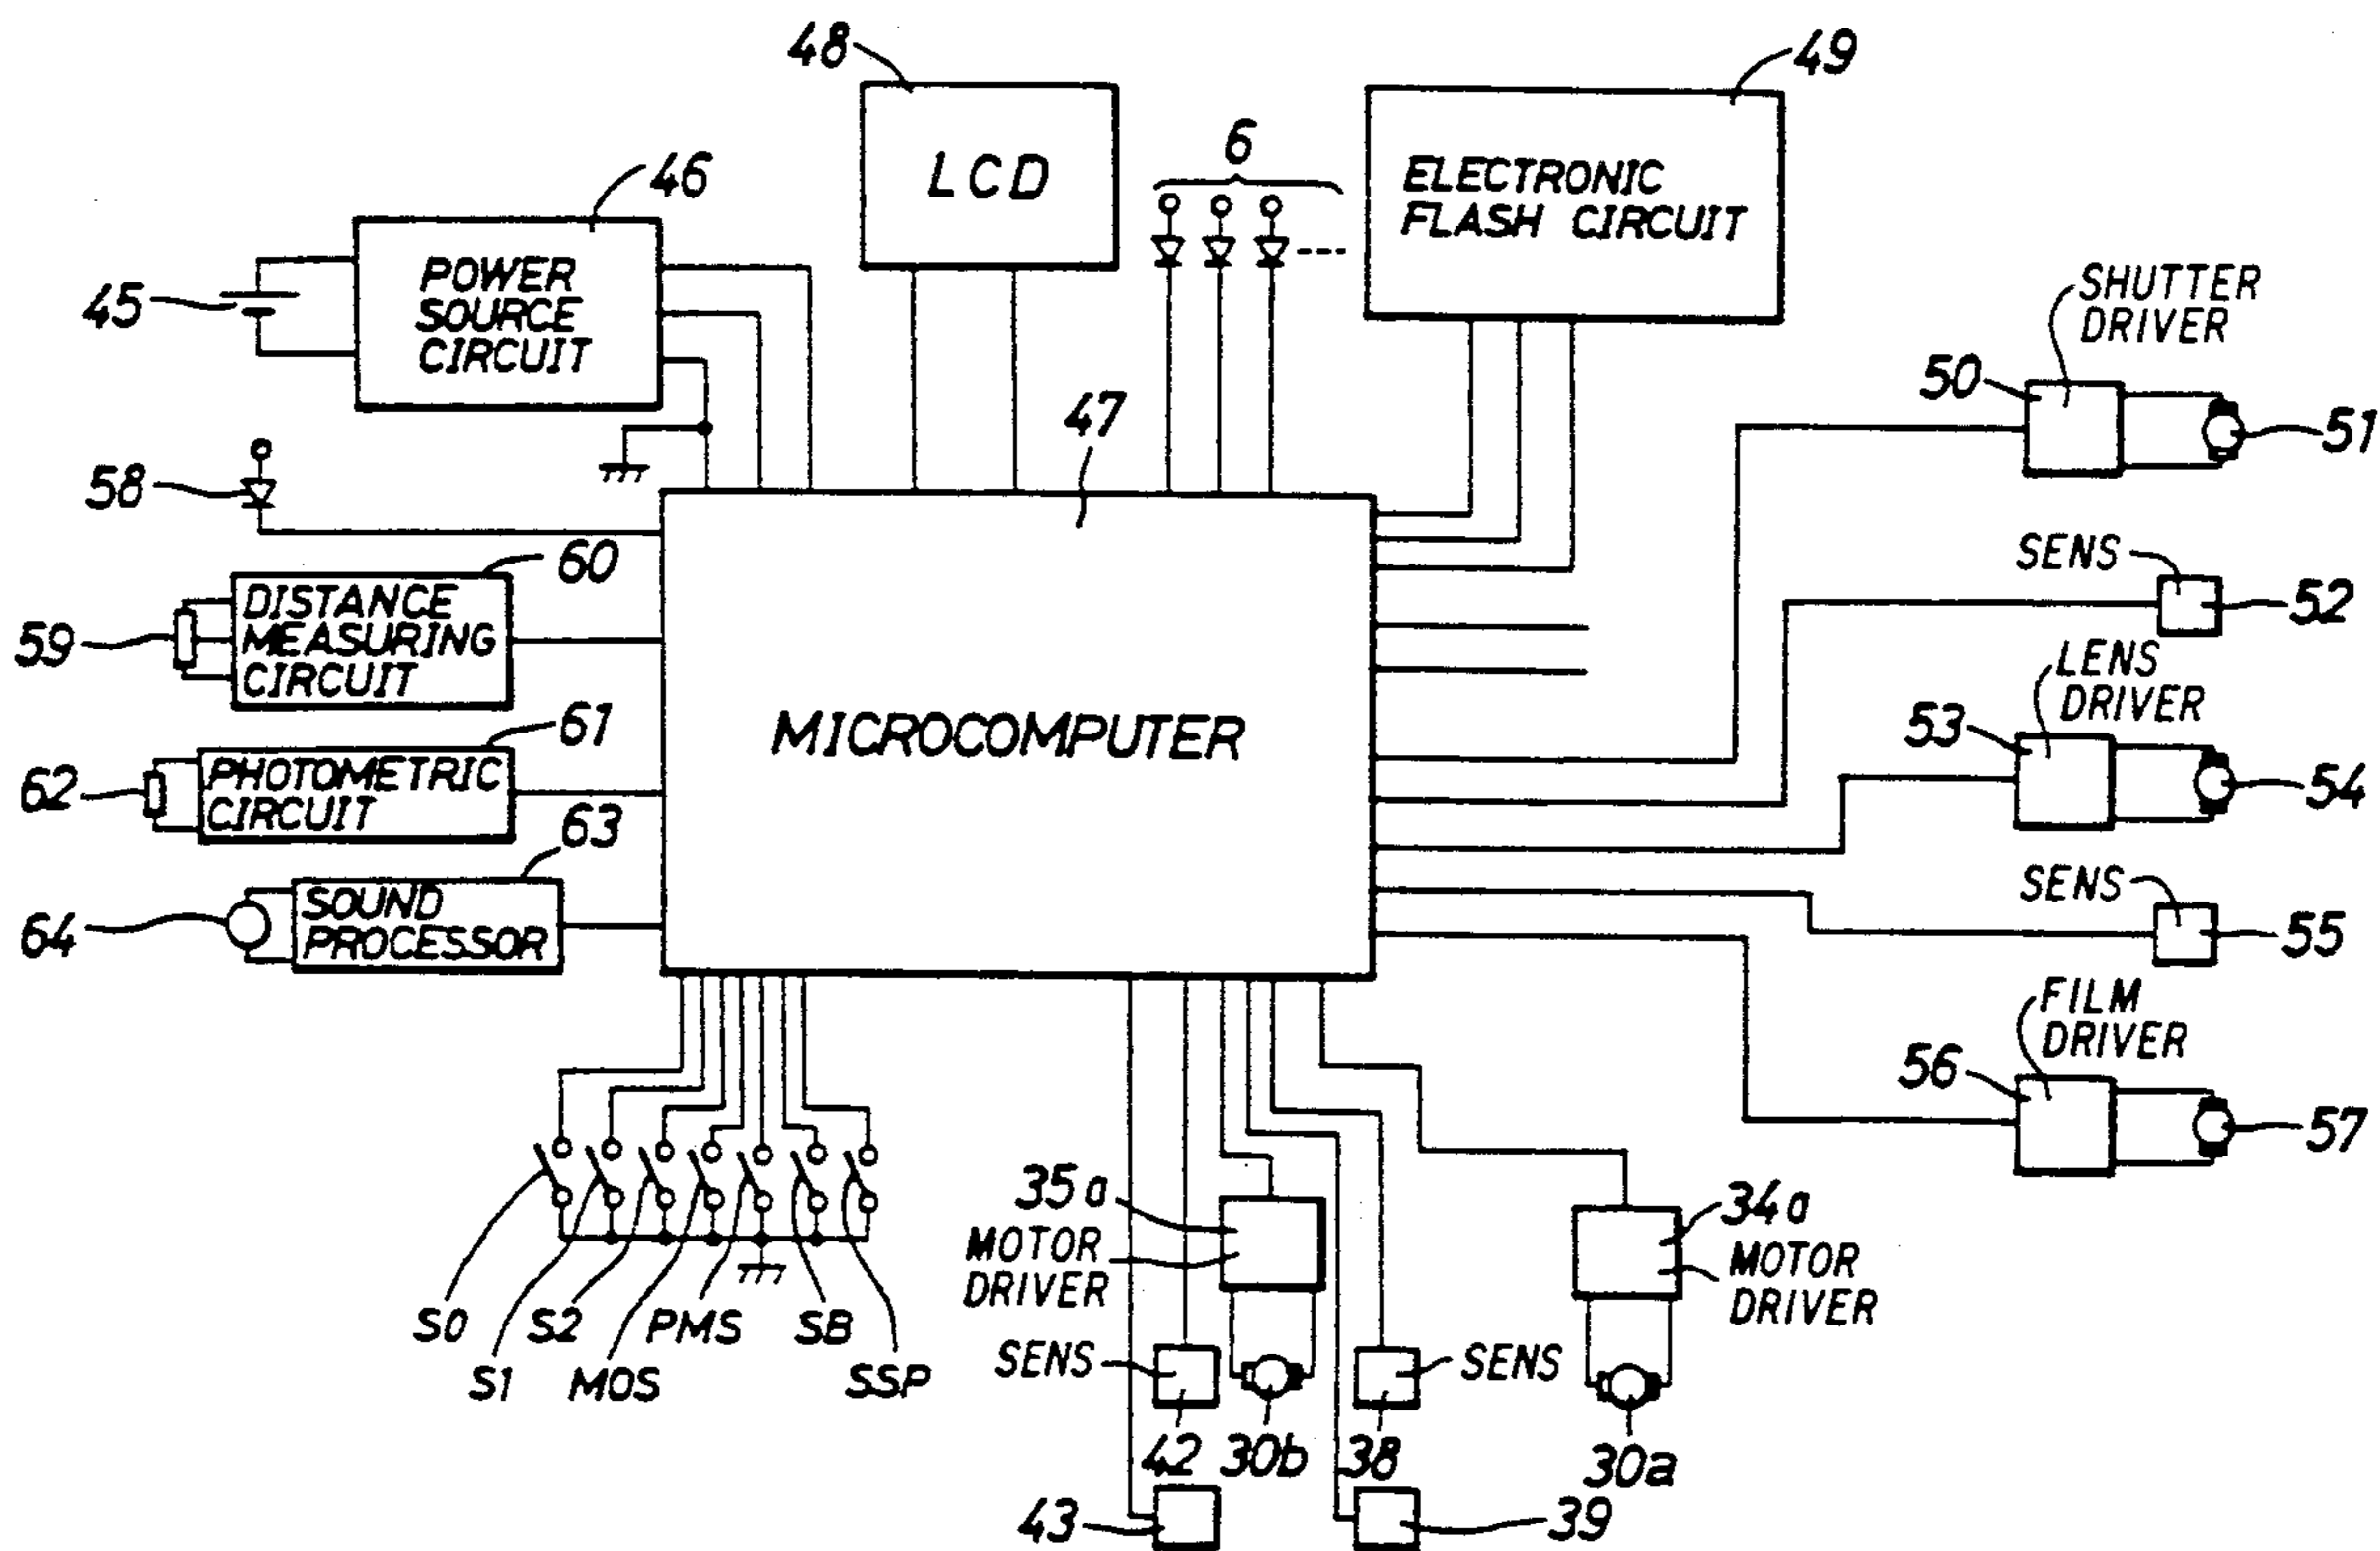 48
49
6
46
LCD
ELECTRONIC
FLASH CIRCUIT
POWER
SOURCE
CIRCUIT
45
SHUTTER
DRIVER
50
51
47
58
60
SENS
52
DISTANCE
MEASURING
CIRCUIT
59
LENS
DRIVER
53
54
61
MICROCOMPUTER
PHOTOMETRIC
CIRCUIT
62
63
SOUND
PROCESSOR
64
SENS
55
FILM
DRIVER
56
57
35a
MOTOR
DRIVER
34a
MOTOR
DRIVER
S0
S2
PMS
SB
S1
MOS
SSP
SENS
SENS
42
30b
38
30a
43
39